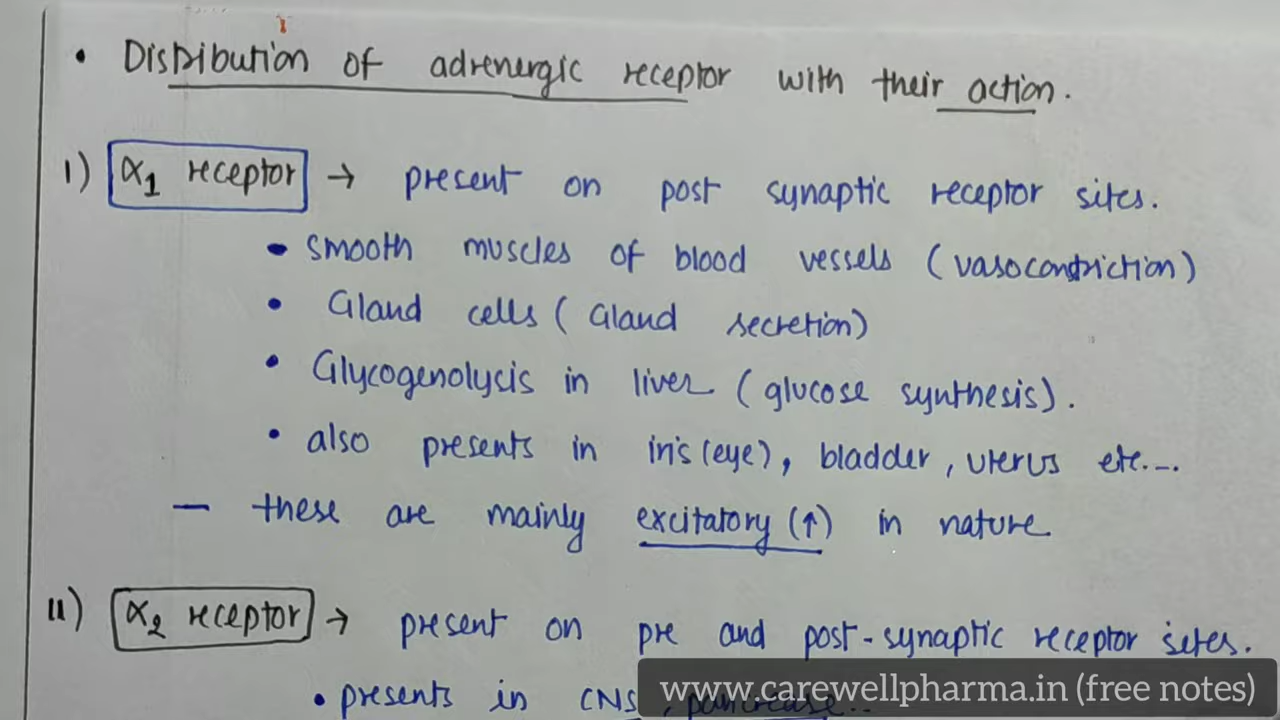 • Distribution of adrenergic receptor with their action.
I) α1 receptor → present on post synaptic receptor sites.
• smooth muscles of blood vessels (vasoconstriction)
• Gland cells (Gland secretion)
• Glycogenolysis in liver (glucose synthesis).
• also presents in iris (eye), bladder, uterus etc...
— these are mainly excitatory (↑) in nature
II) α2 receptor → present on pre and post-synaptic receptor sites.
• presents in CNS, pancrease..
www.carewellpharma.in (free notes)